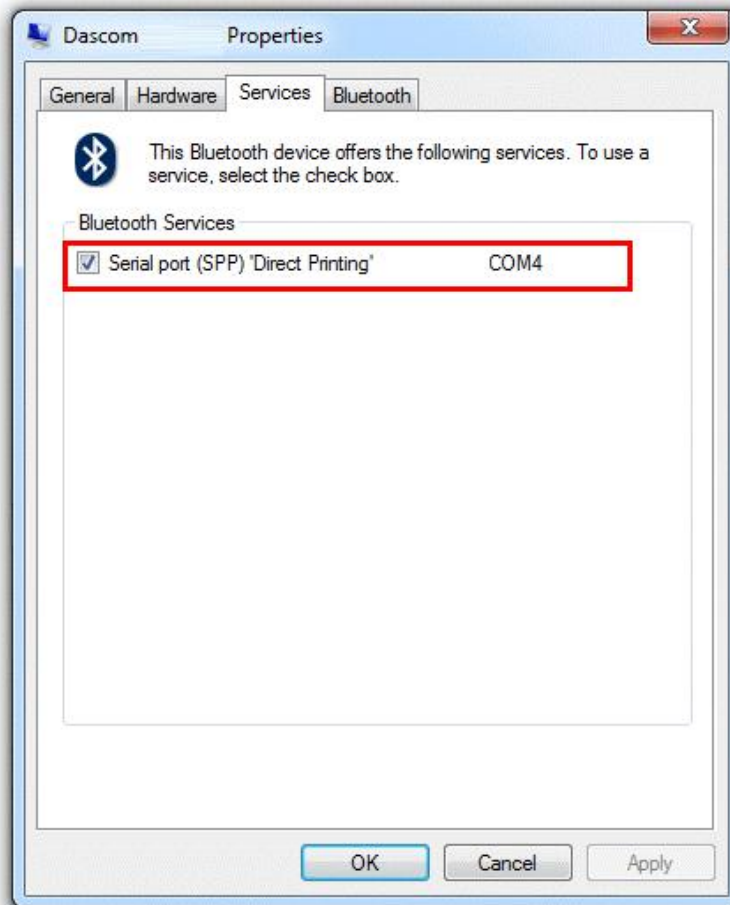 Dascom Properties
General Hardware Services Bluetooth
This Bluetooth device offers the following services. To use a
service, select the check box.
Bluetooth Services
Serial port (SPP) 'Direct Printing' COM4
OK Cancel Apply